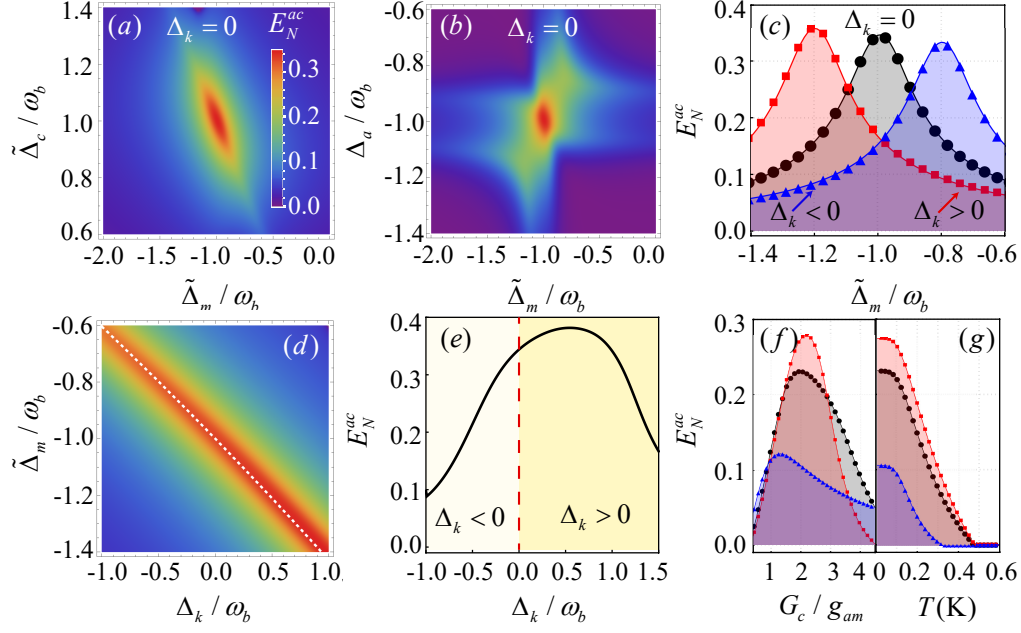 (a) Δ_k = 0 E_N^{ac}
0.3
0.2
0.1
0.0
1.4
1.2
1.0
0.8
0.6
Δ̃_c / ω_b
-2.0 -1.5 -1.0 -0.5 0.0
Δ̃_m / ω_b
(b) Δ_k = 0
-0.6
-0.8
-1.0
-1.2
-1.4
Δ_a / ω_b
-2.0 -1.5 -1.0 -0.5 0.0
Δ̃_m / ω_b
(c) Δ_k = 0
0.4
0.3
0.2
0.1
0.0
E_N^{ac}
Δ_k < 0 Δ_k > 0
-1.4 -1.2 -1.0 -0.8 -0.6
Δ̃_m / ω_b
(d)
-0.6
-0.8
-1.0
-1.2
-1.4
Δ̃_m / ω_b
-1.0 -0.5 0.0 0.5 1.0
Δ_k / ω_b
(e)
0.4
0.3
0.2
0.1
0.0
E_N^{ac}
Δ_k < 0 Δ_k > 0
-1.0 0.0 0.5 1.0 1.5
Δ_k / ω_b
(f) (g)
0.3
0.2
0.1
0.0
E_N^{ac}
1 2 3 4 0 0.2 0.4 0.6
G_c / g_{am} T(K)